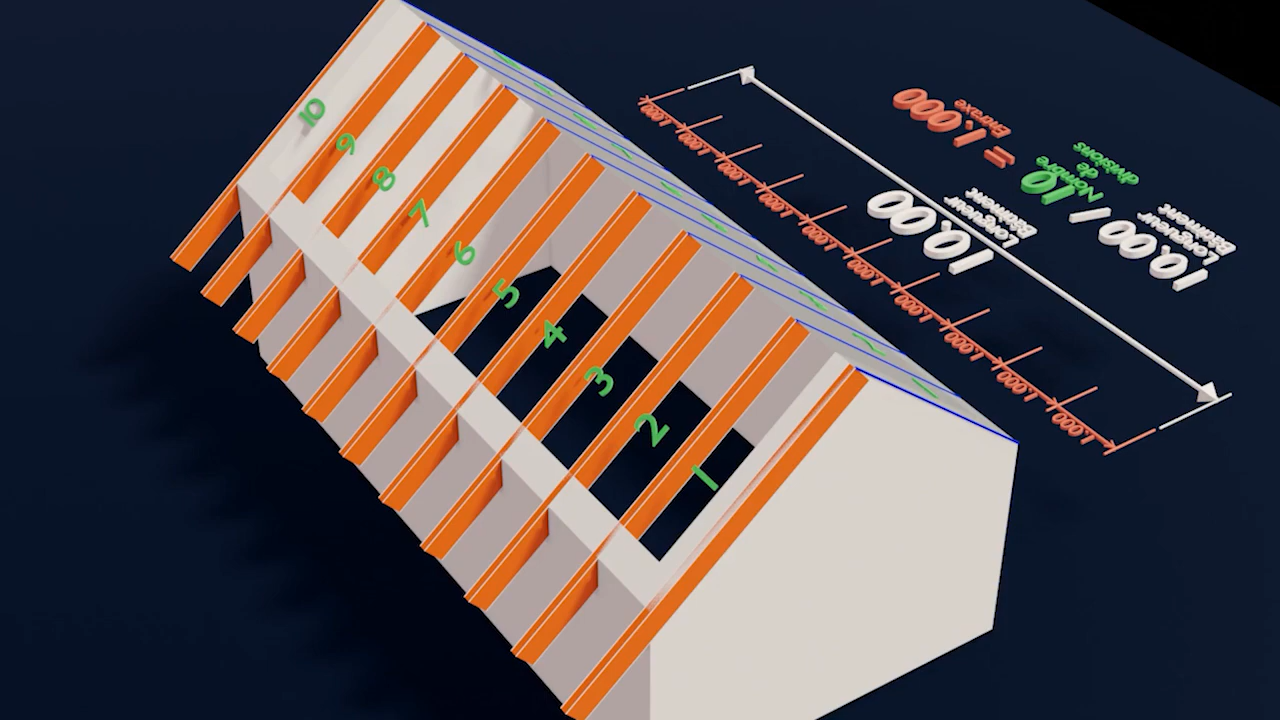 10.00 / 10 = 1.000
Longueur
Bâtiment
Nombre
de
divisions
Entraxe
10.00
Longueur
Bâtiment
1.000
1.000
1.000
1.000
1.000
1.000
1.000
1.000
1.000
1.000
1
2
3
4
5
6
7
8
9
10